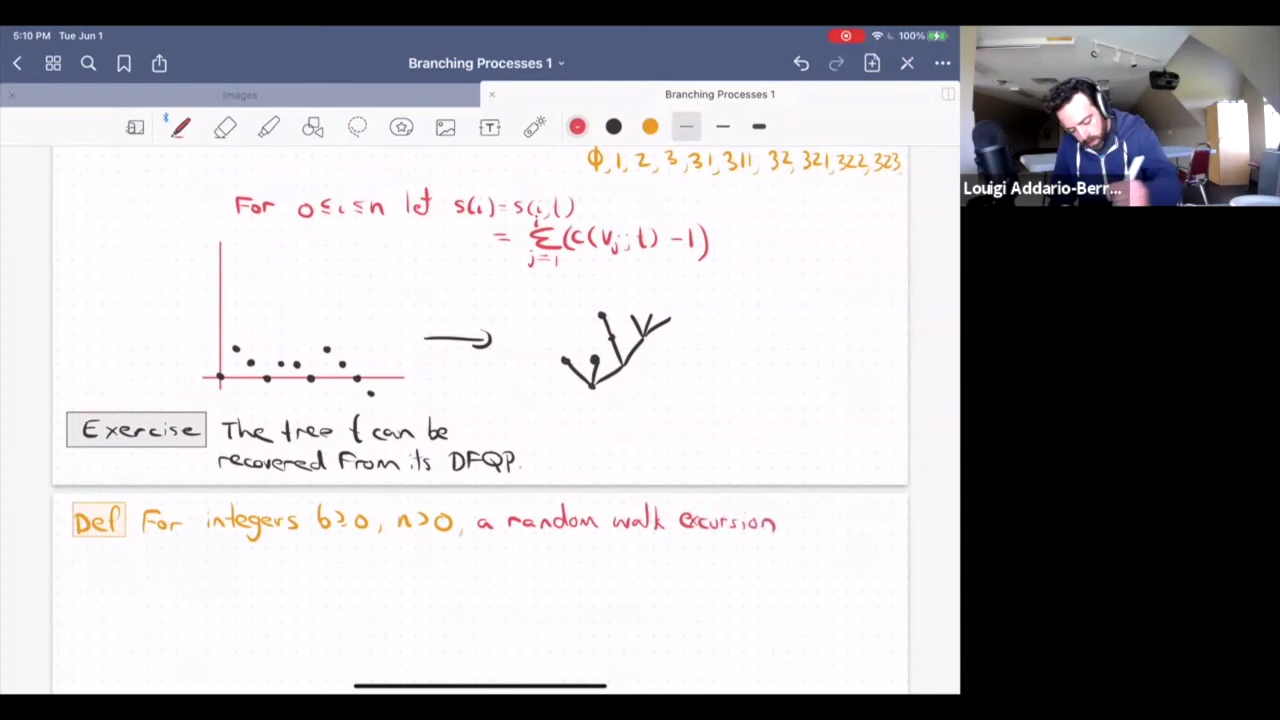 5:10 PM Tue Jun 1
100%
Branching Processes 1
Images
Branching Processes 1
Louigi Addario-Berr...
∅, 1, 2, 3, 31, 311, 32, 321, 322, 323,
For 0 ≤ i ≤ n let s(i) = s(i, t)
= ∑_{j=1}^{i} (c(v_j; t) - 1)
Exercise The tree t can be
recovered from its DFQP.
Def For integers b ≥ 0, n > 0, a random walk excursion